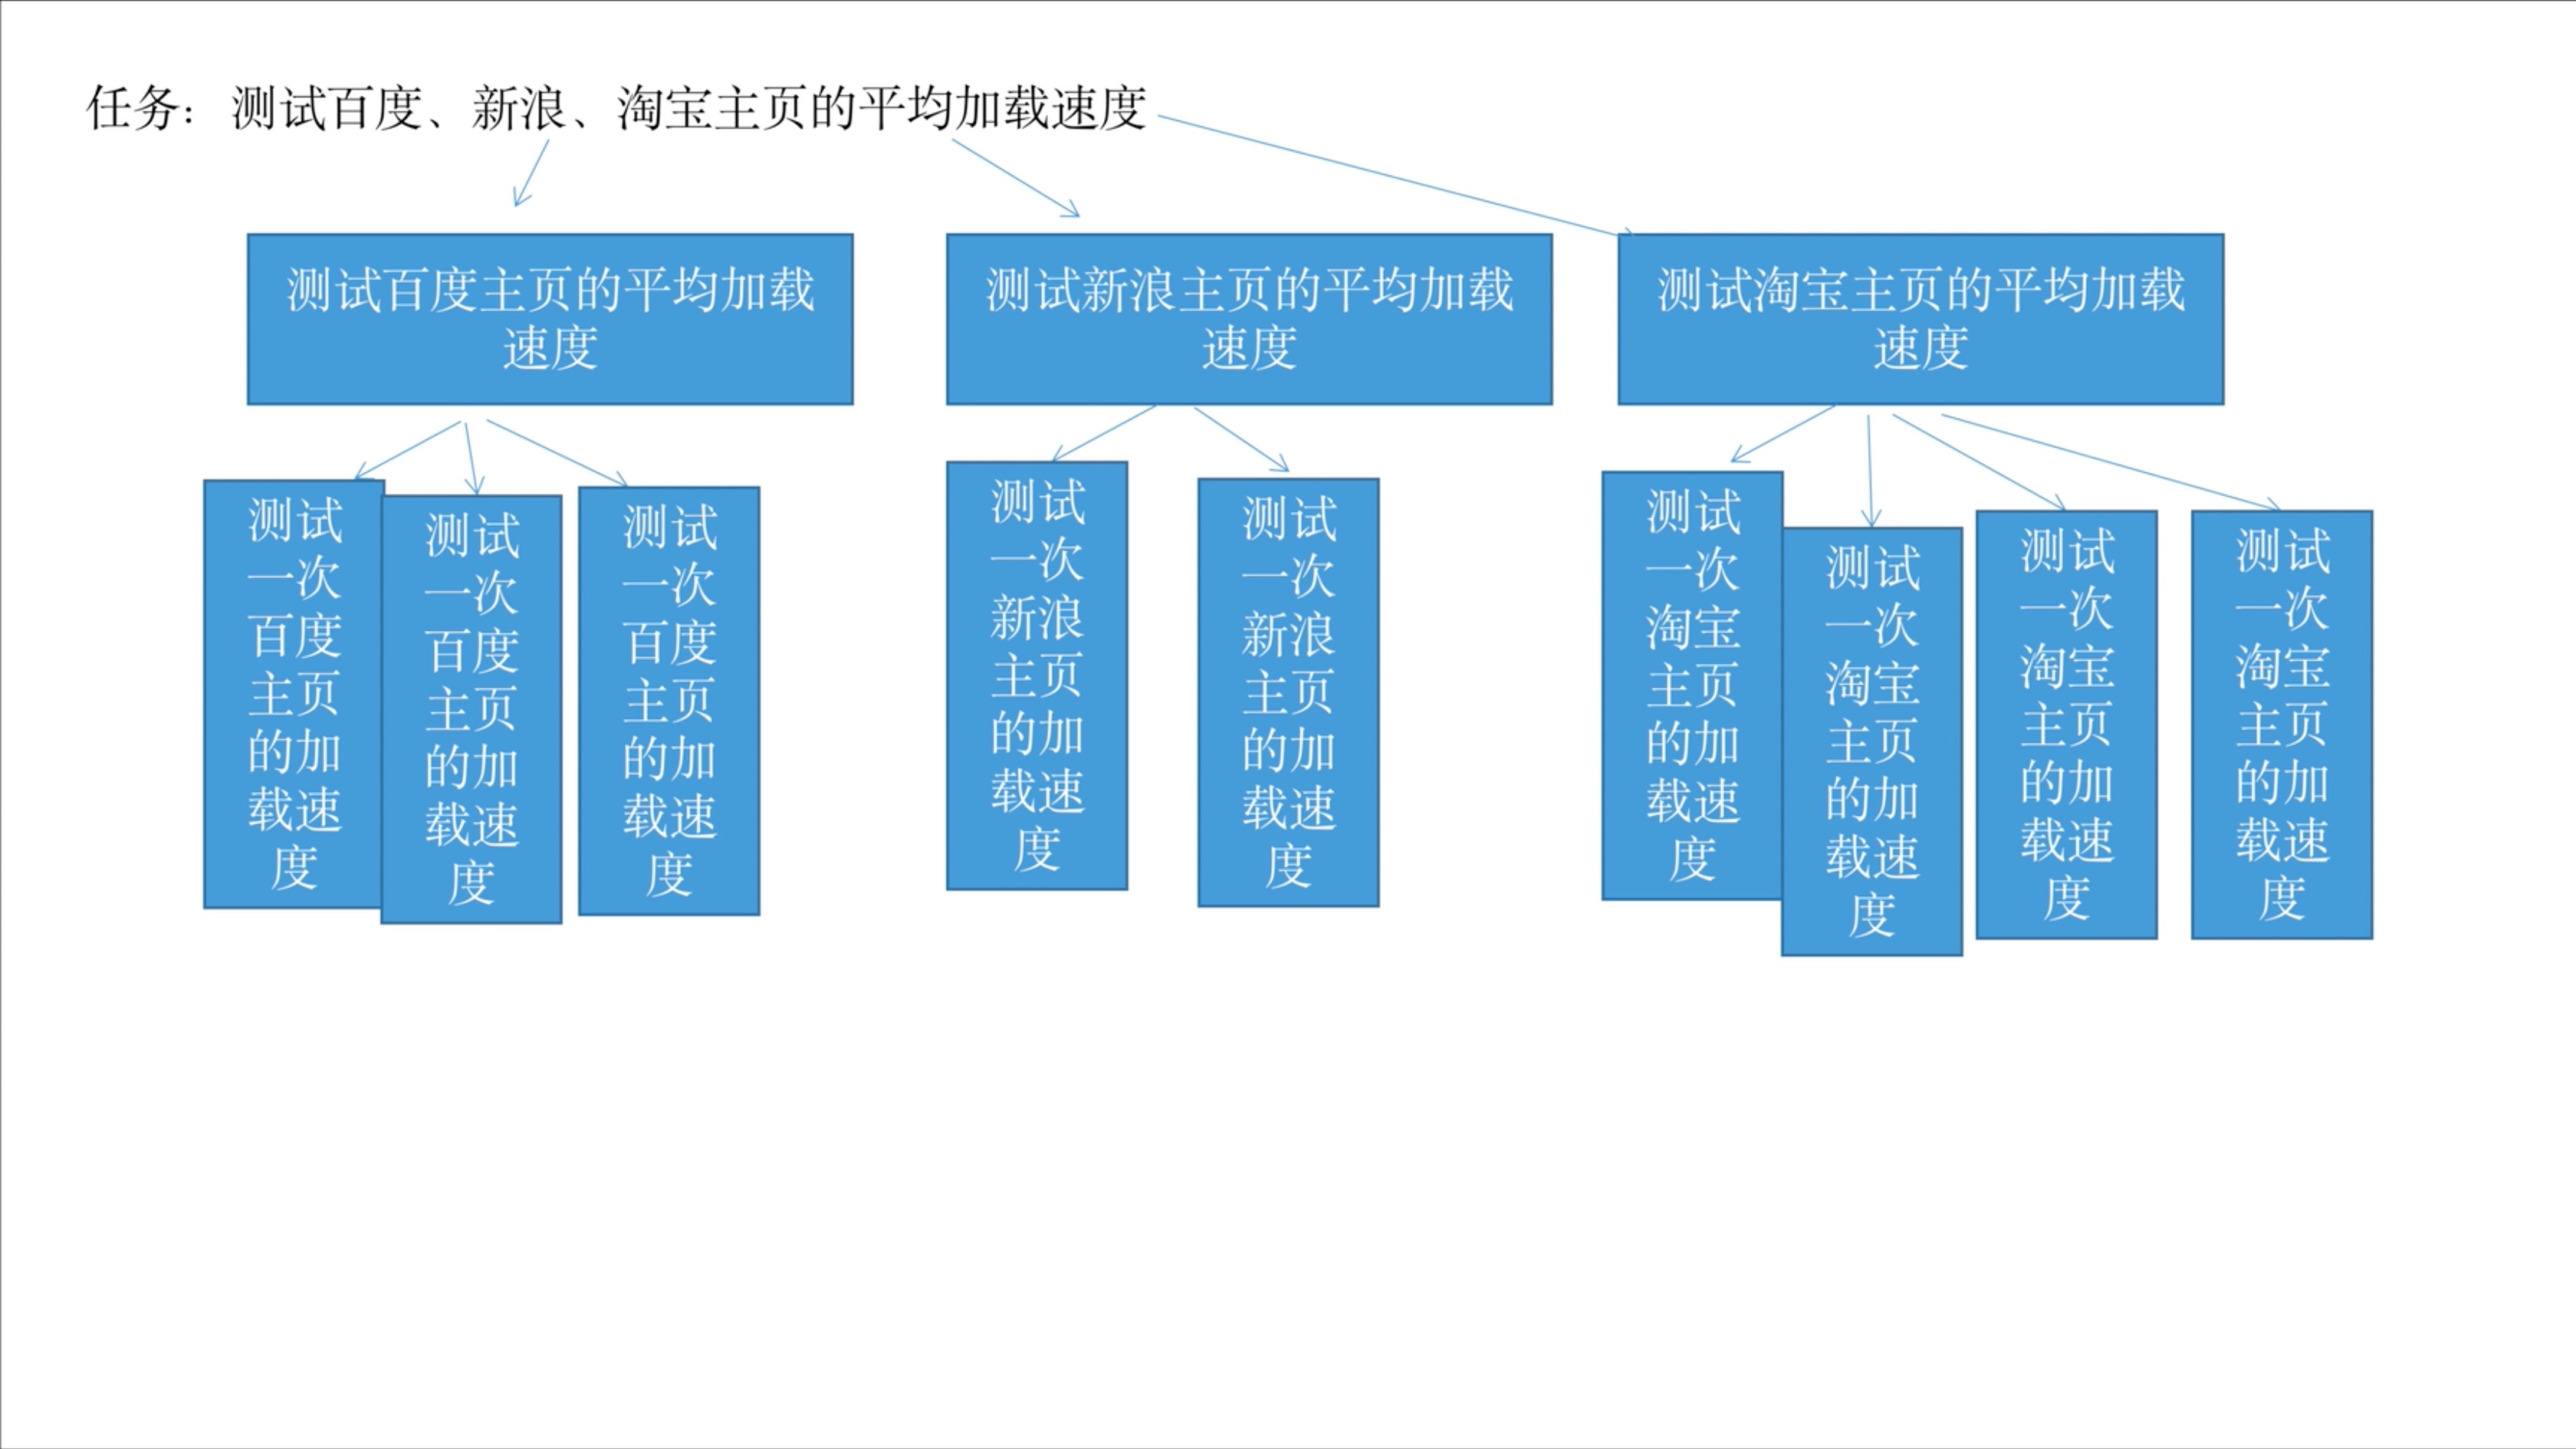 任务：测试百度、新浪、淘宝主页的平均加载速度
测试百度主页的平均加载
速度
测试新浪主页的平均加载
速度
测试淘宝主页的平均加载
速度
测试
一次
百度
主页
的加
载速
度
测试
一次
百度
主页
的加
载速
度
测试
一次
百度
主页
的加
载速
度
测试
一次
新浪
主页
的加
载速
度
测试
一次
新浪
主页
的加
载速
度
测试
一次
淘宝
主页
的加
载速
度
测试
一次
淘宝
主页
的加
载速
度
测试
一次
淘宝
主页
的加
载速
度
测试
一次
淘宝
主页
的加
载速
度